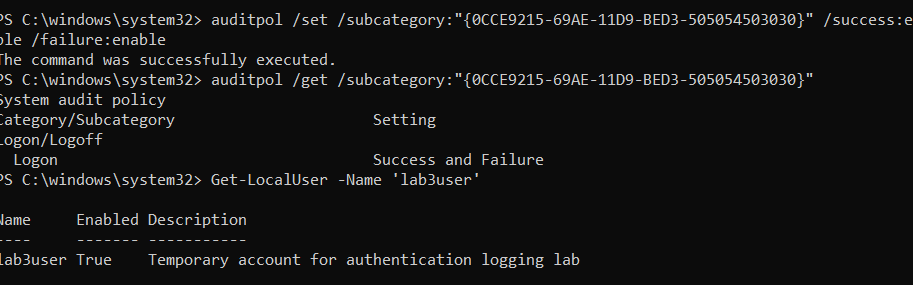 PS C:\windows\system32> auditpol /set /subcategory:"{0CCE9215-69AE-11D9-BED3-505054503030}" /success:e
ble /failure:enable
The command was successfully executed.
PS C:\windows\system32> auditpol /get /subcategory:"{0CCE9215-69AE-11D9-BED3-505054503030}"
System audit policy
Category/Subcategory                      Setting
Logon/Logoff
  Logon                                   Success and Failure
PS C:\windows\system32> Get-LocalUser -Name 'lab3user'
Name     Enabled Description
----     ------- -----------
lab3user True    Temporary account for authentication logging lab